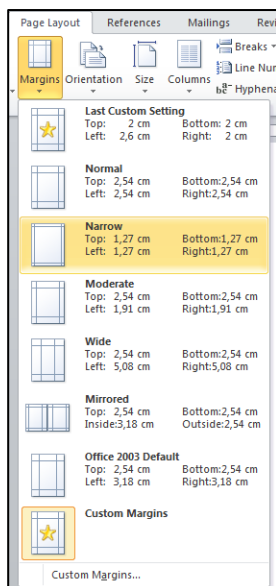 Page Layout References Mailings Revi
Margins Orientation Size Columns Breaks
Line Nur
Hyphena
Last Custom Setting
Top: 2 cm Bottom: 2 cm
Left: 2,6 cm Right: 2 cm
Normal
Top: 2,54 cm Bottom:2,54 cm
Left: 2,54 cm Right:2,54 cm
Narrow
Top: 1,27 cm Bottom:1,27 cm
Left: 1,27 cm Right:1,27 cm
Moderate
Top: 2,54 cm Bottom:2,54 cm
Left: 1,91 cm Right:1,91 cm
Wide
Top: 2,54 cm Bottom:2,54 cm
Left: 5,08 cm Right:5,08 cm
Mirrored
Top: 2,54 cm Bottom:2,54 cm
Inside:3,18 cm Outside:2,54 cm
Office 2003 Default
Top: 2,54 cm Bottom:2,54 cm
Left: 3,18 cm Right:3,18 cm
Custom Margins
Custom Margins...